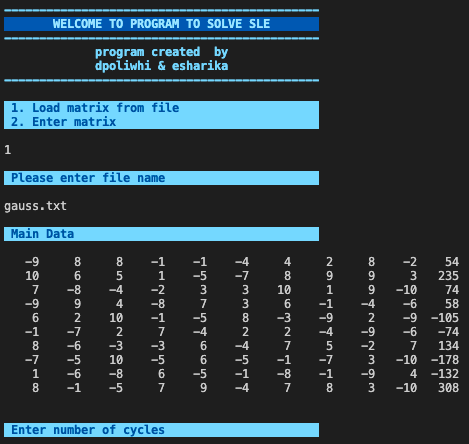 WELCOME TO PROGRAM TO SOLVE SLE
program created by
dpoliwhi & esharika
1. Load matrix from file
2. Enter matrix
1
Please enter file name
gauss.txt
Main Data
-9 8 8 -1 -1 -4 4 2 8 -2 54
10 6 5 1 -5 -7 8 9 9 3 235
7 -8 -4 -2 3 3 10 1 9 -10 74
-9 9 4 -8 7 3 6 -1 -4 -6 58
6 2 10 -1 -5 8 -3 -9 2 -9 -105
-1 -7 2 7 -4 2 2 -4 -9 -6 -74
8 -6 -3 -3 6 -4 7 5 -2 7 134
-7 -5 10 -5 6 -5 -1 -7 3 -10 -178
1 -6 -8 6 -5 -1 -8 -1 -9 4 -132
8 -1 -5 7 9 -4 7 8 3 -10 308
Enter number of cycles